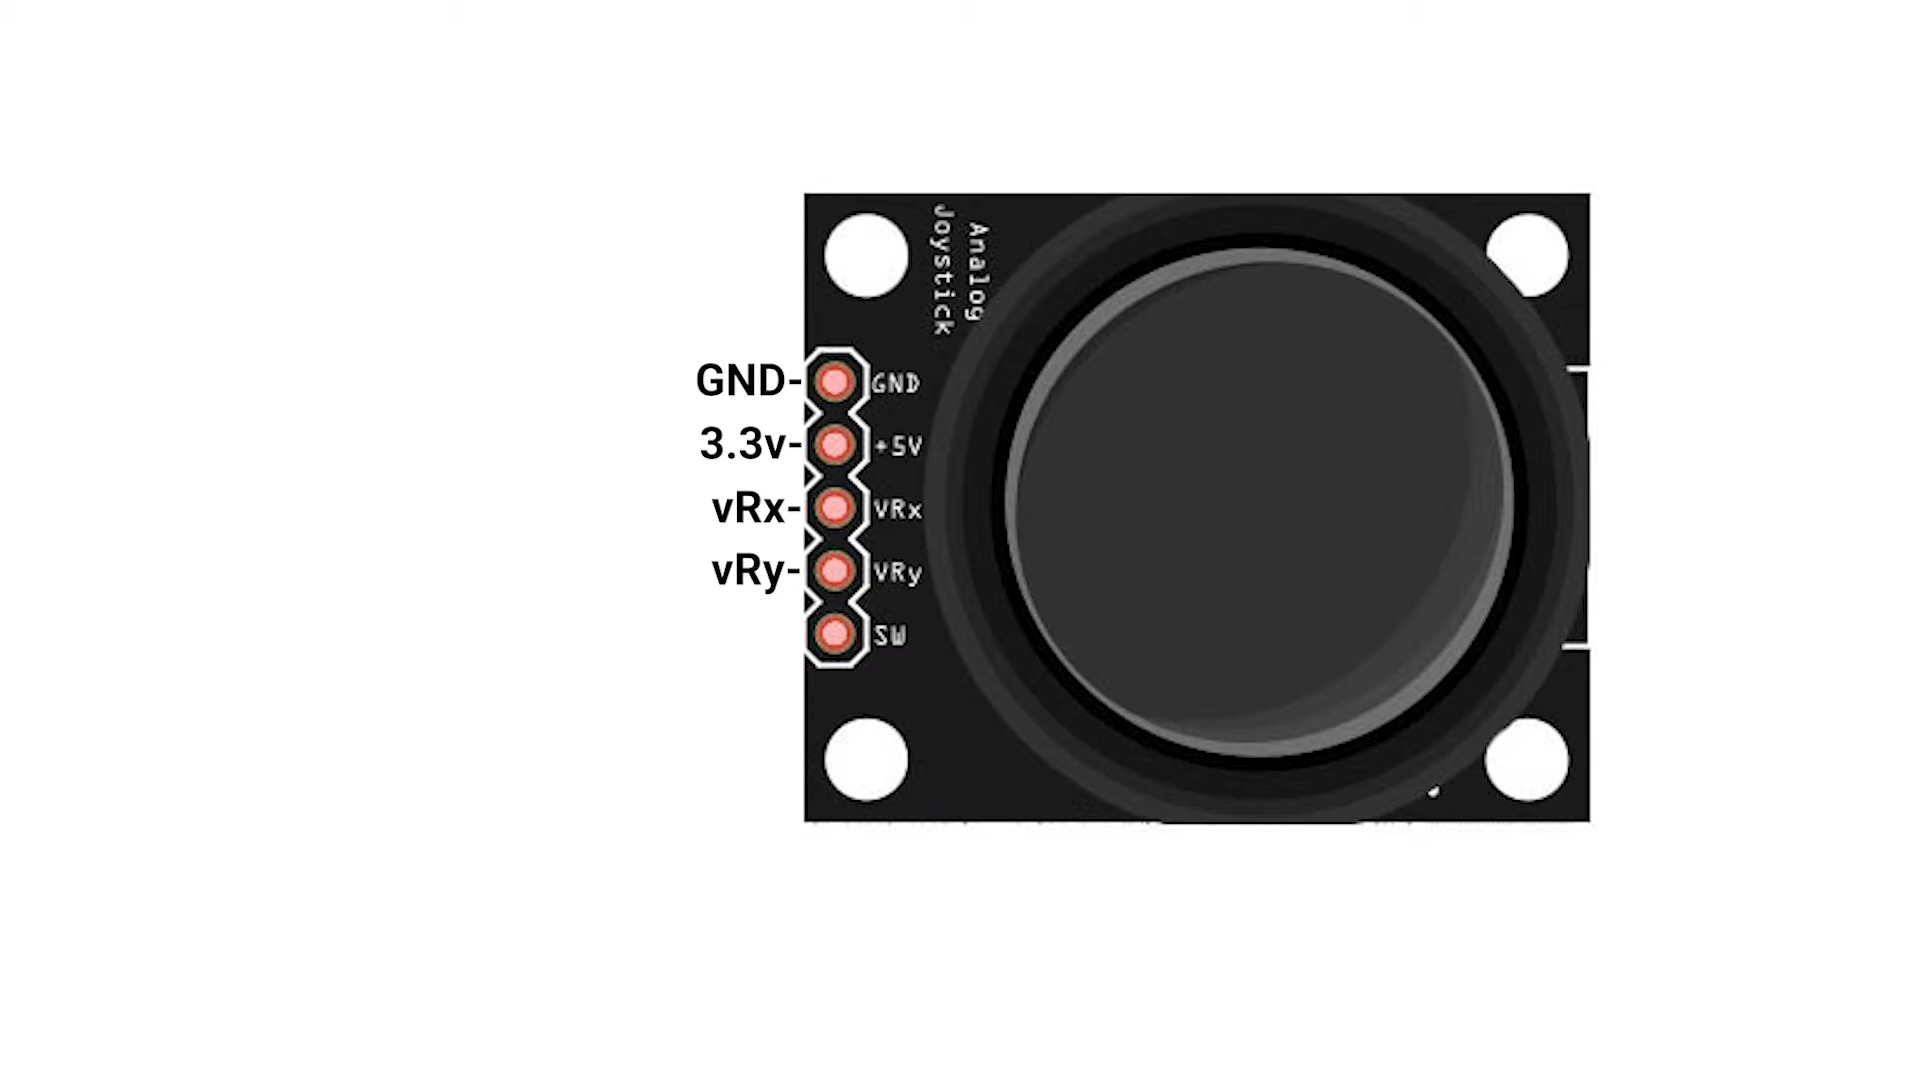 Analog
Joystick
GND- GND
3.3v- +5V
vRx- VRx
vRy- VRy
SW